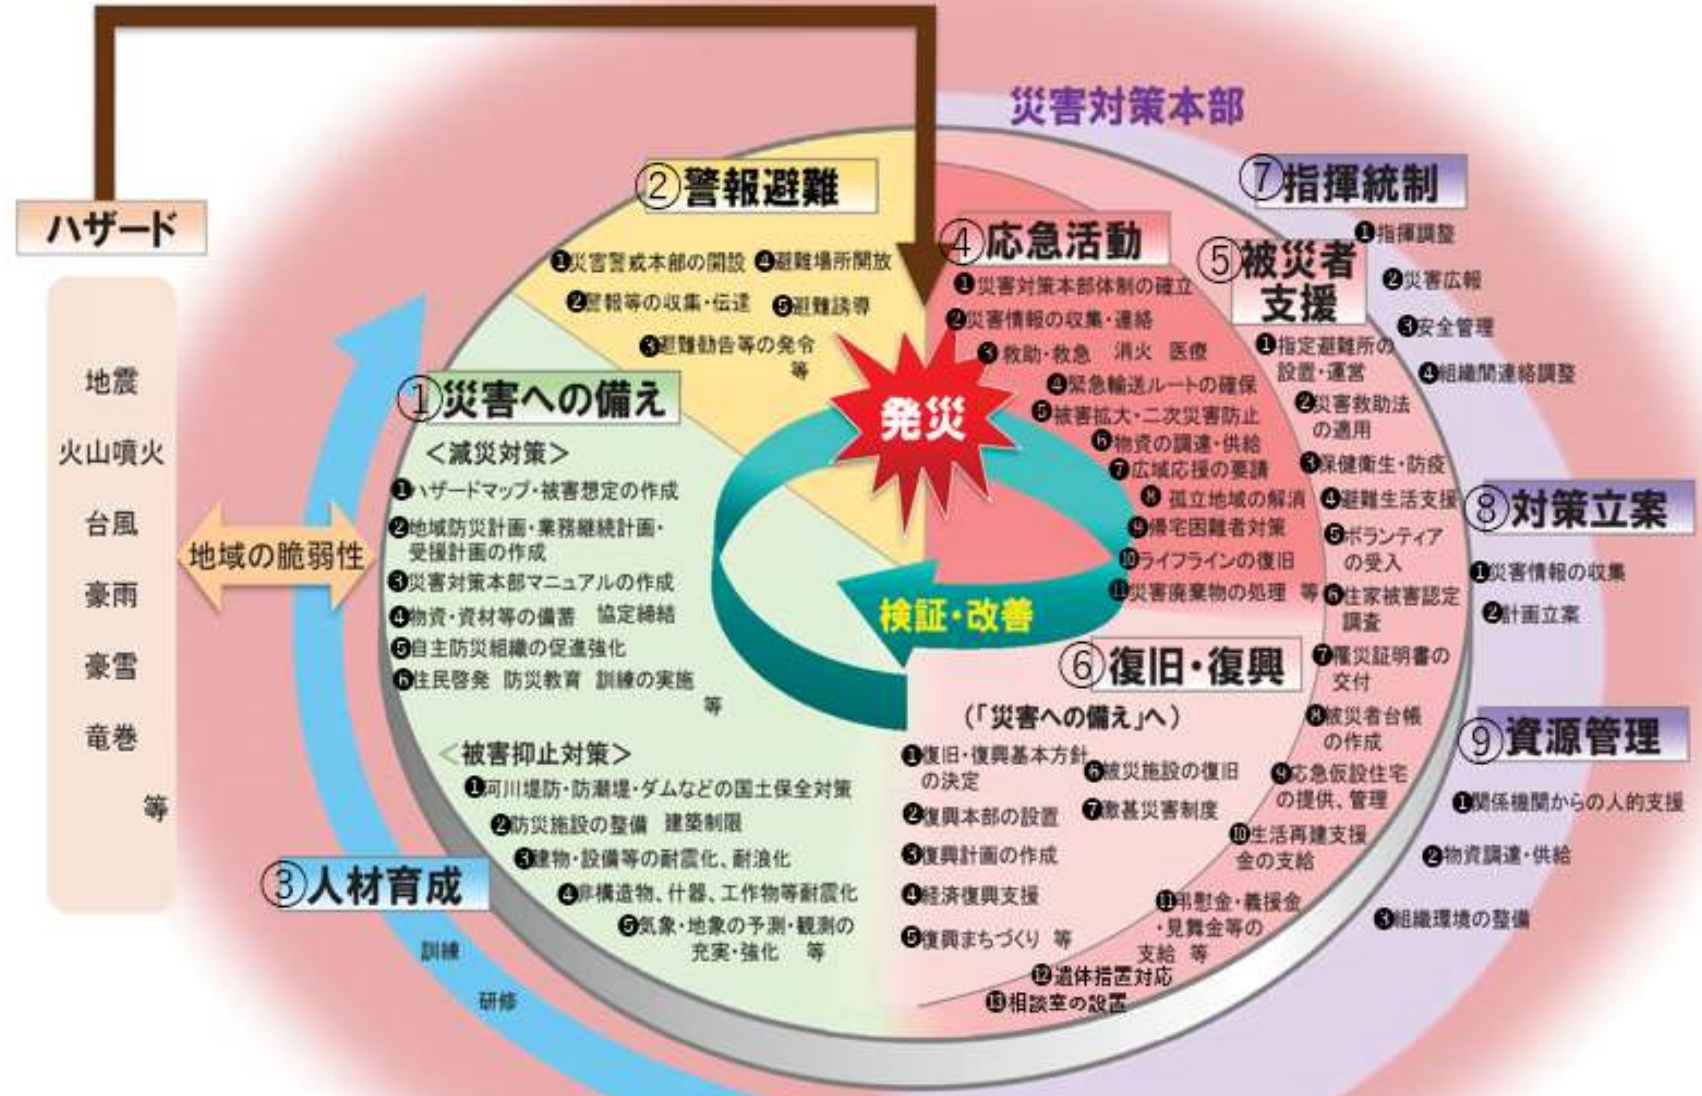 災害対策本部
ハザード
地震
火山噴火
台風
豪雨
豪雪
竜巻
等
地域の脆弱性
①災害への備え
<減災対策>
❶ハザードマップ・被害想定の作成
❷地域防災計画・業務継続計画・
受援計画の作成
❸災害対策本部マニュアルの作成
❹物資・資材等の備蓄 協定締結
❺自主防災組織の促進強化
❻住民啓発 防災教育 訓練の実施
等
<被害抑止対策>
❶河川堤防・防潮堤・ダムなどの国土保全対策
❷防災施設の整備 建築制限
❸建物・設備等の耐震化、耐浪化
❹非構造物、什器、工作物等耐震化
❺気象・地象の予測・観測の
充実・強化 等
②警報避難
❶災害警戒本部の開設
❷警報等の収集・伝達
❸避難勧告等の発令
❹避難場所開放
❺避難誘導
等
③人材育成
訓練
研修
発災
検証・改善
④応急活動
❶災害対策本部体制の確立
❷災害情報の収集・連絡
❸救助・救急 消火 医療
❹緊急輸送ルートの確保
❺被害拡大・二次災害防止
❻物資の調達・供給
❼広域応援の要請
❽孤立地域の解消
❾帰宅困難者対策
❿ライフラインの復旧
⓫災害廃棄物の処理 等
⑤被災者
支援
❶指定避難所の
設置・運営
❷災害救助法
の適用
❸保健衛生・防疫
❹避難生活支援
❺ボランティア
の受入
❻住家被害認定
調査
❼罹災証明書の
交付
❽被災者台帳
の作成
❾応急仮設住宅
の提供、管理
❿生活再建支援
金の支給
⓫弔慰金・義援金
・見舞金等の
支給 等
⓬遺体措置対応
⓭相談室の設置
⑥復旧・復興
(「災害への備え」へ)
❶復旧・復興基本方針
の決定
❷復興本部の設置
❸復興計画の作成
❹経済復興支援
❺復興まちづくり 等
❻被災施設の復旧
❼激甚災害制度
⑦指揮統制
❶指揮調整
❷災害広報
❸安全管理
❹組織間連絡調整
⑧対策立案
❶災害情報の収集
❷計画立案
⑨資源管理
❶関係機関からの人的支援
❷物資調達・供給
❸組織環境の整備